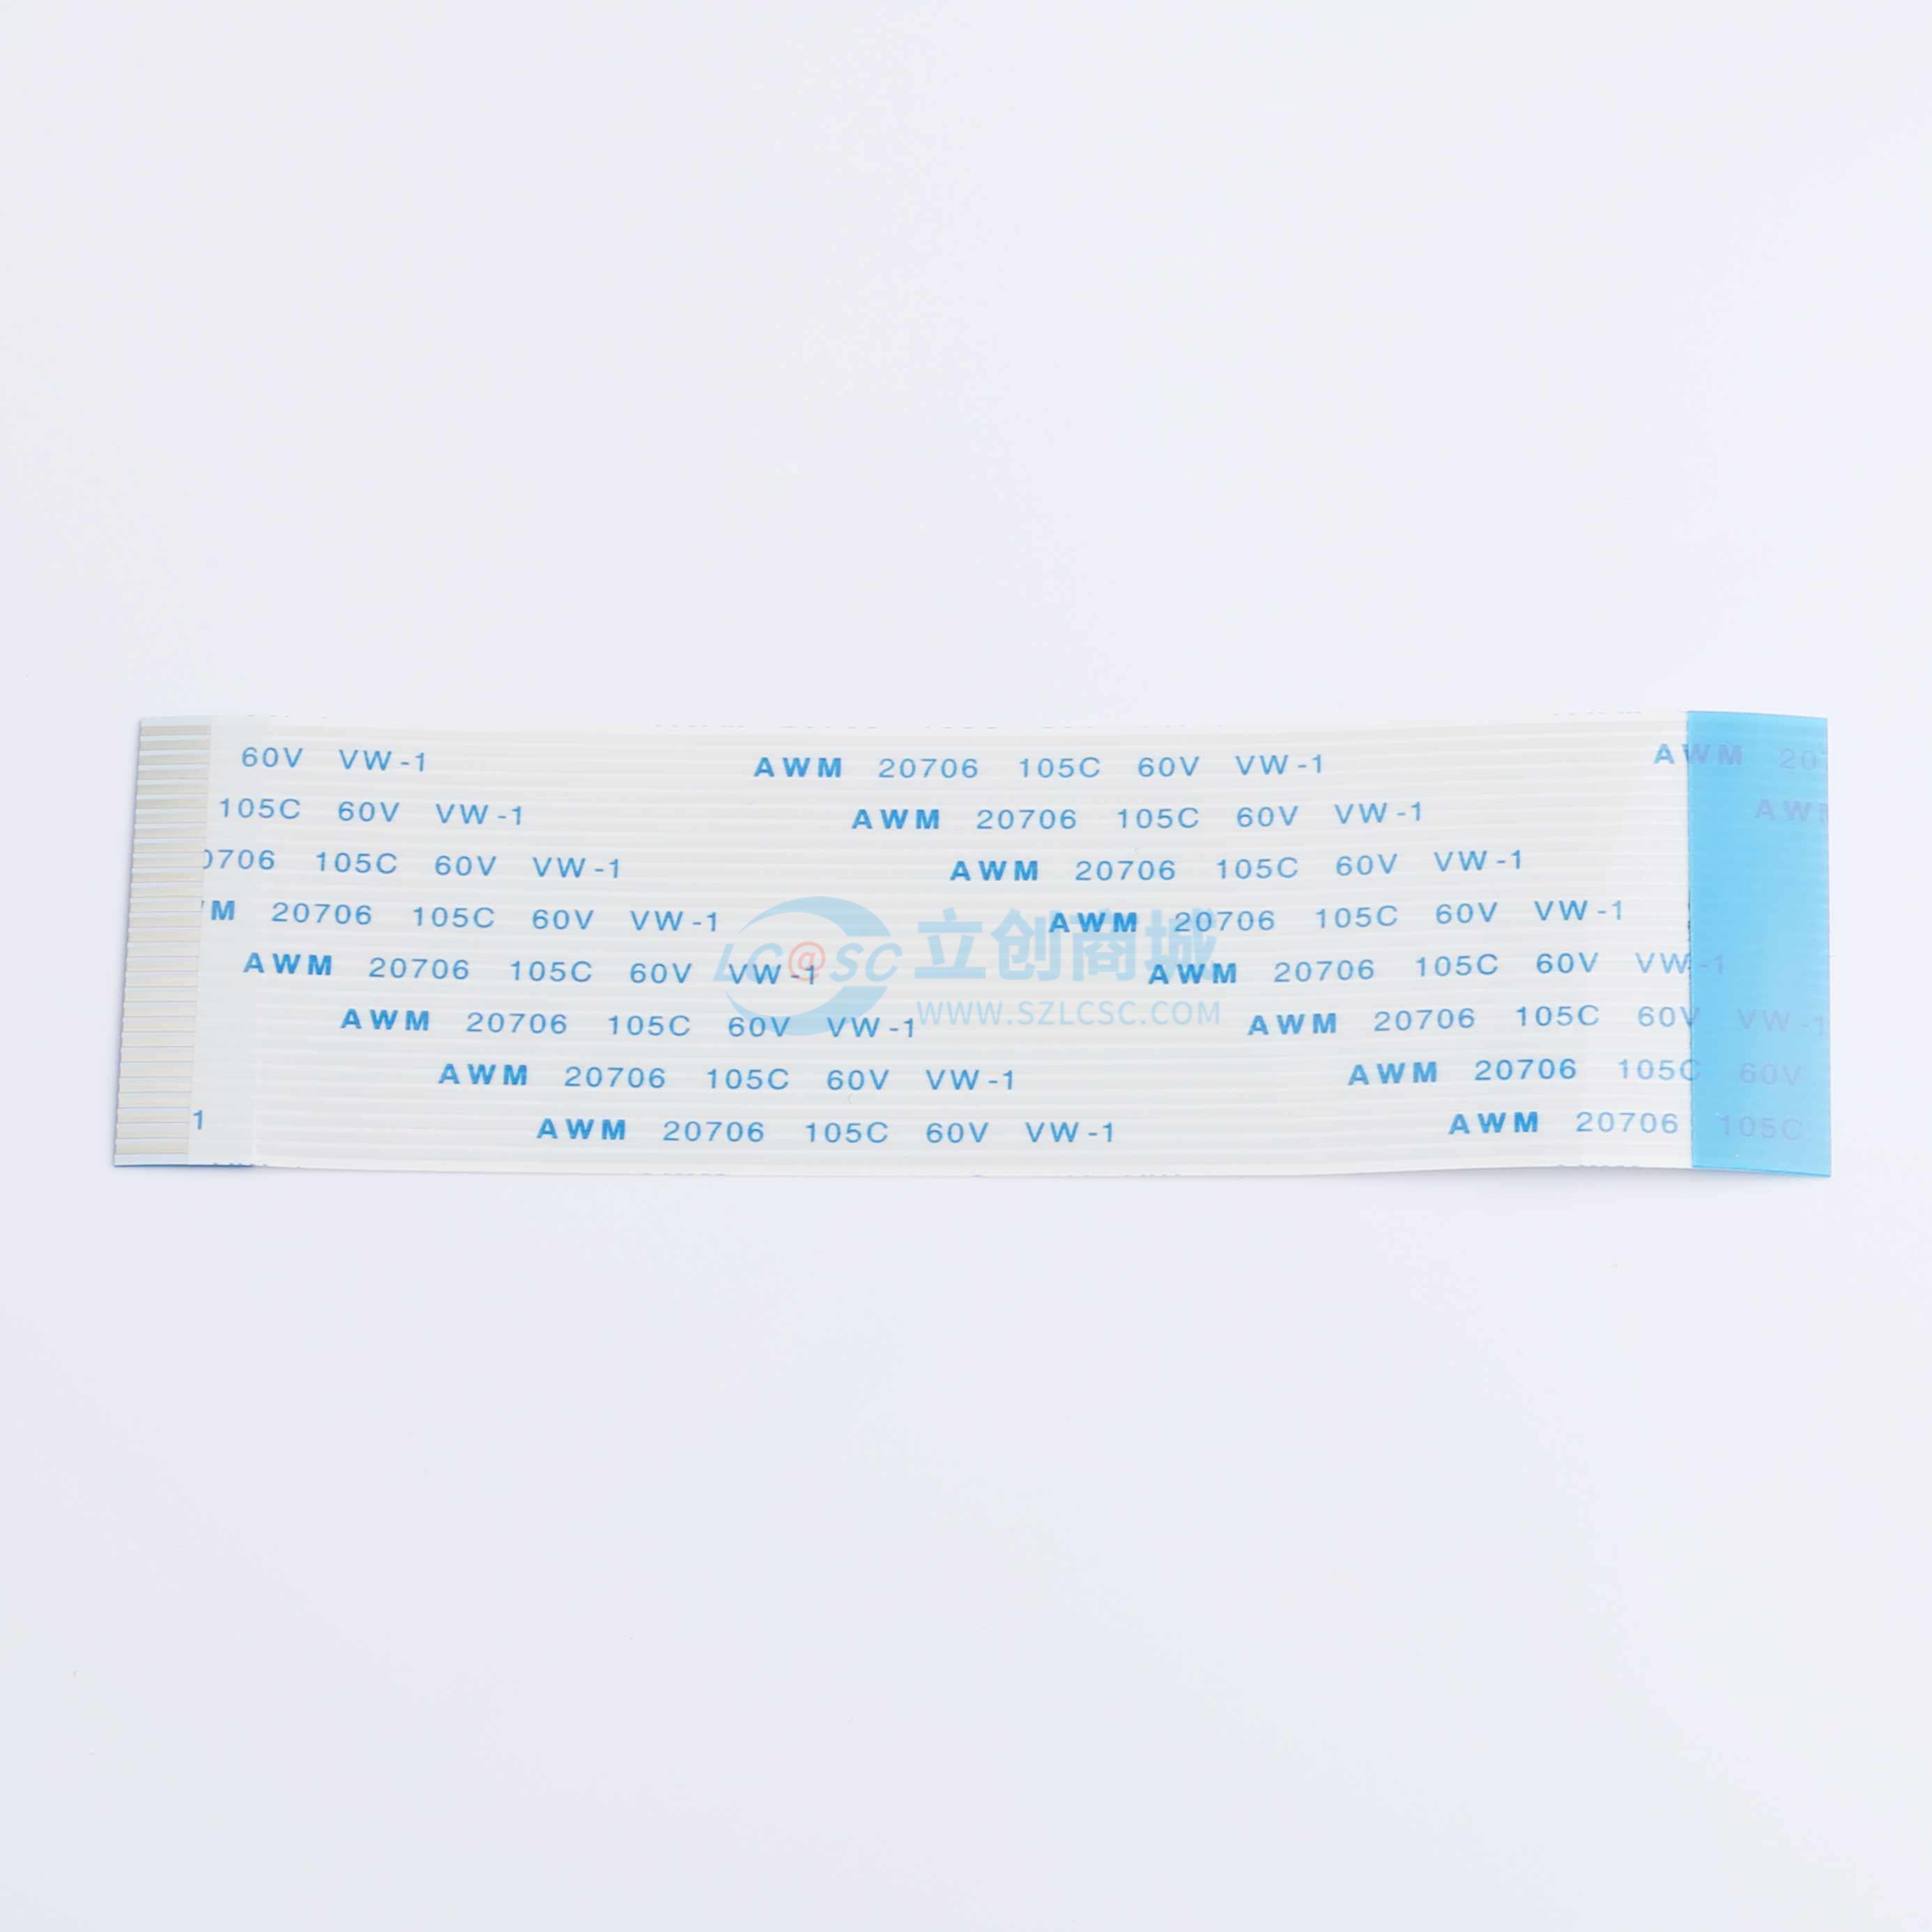 60V VW-1 AWM 20706 105C 60V VW-1 AWM 20
105C 60V VW-1 AWM 20706 105C 60V VW-1 AW
0706 105C 60V VW-1 AWM 20706 105C 60V VW-1
M 20706 105C 60V VW-1 AWM 20706 105C 60V VW-1
AWM 20706 105C 60V VW-1 AWM 20706 105C 60V VW-1
AWM 20706 105C 60V VW-1 AWM 20706 105C 60V VW-1
AWM 20706 105C 60V VW-1 AWM 20706 105C 60V
1 AWM 20706 105C 60V VW-1 AWM 20706 105C
LC@SC 立创商城
WWW.SZLCSC.COM